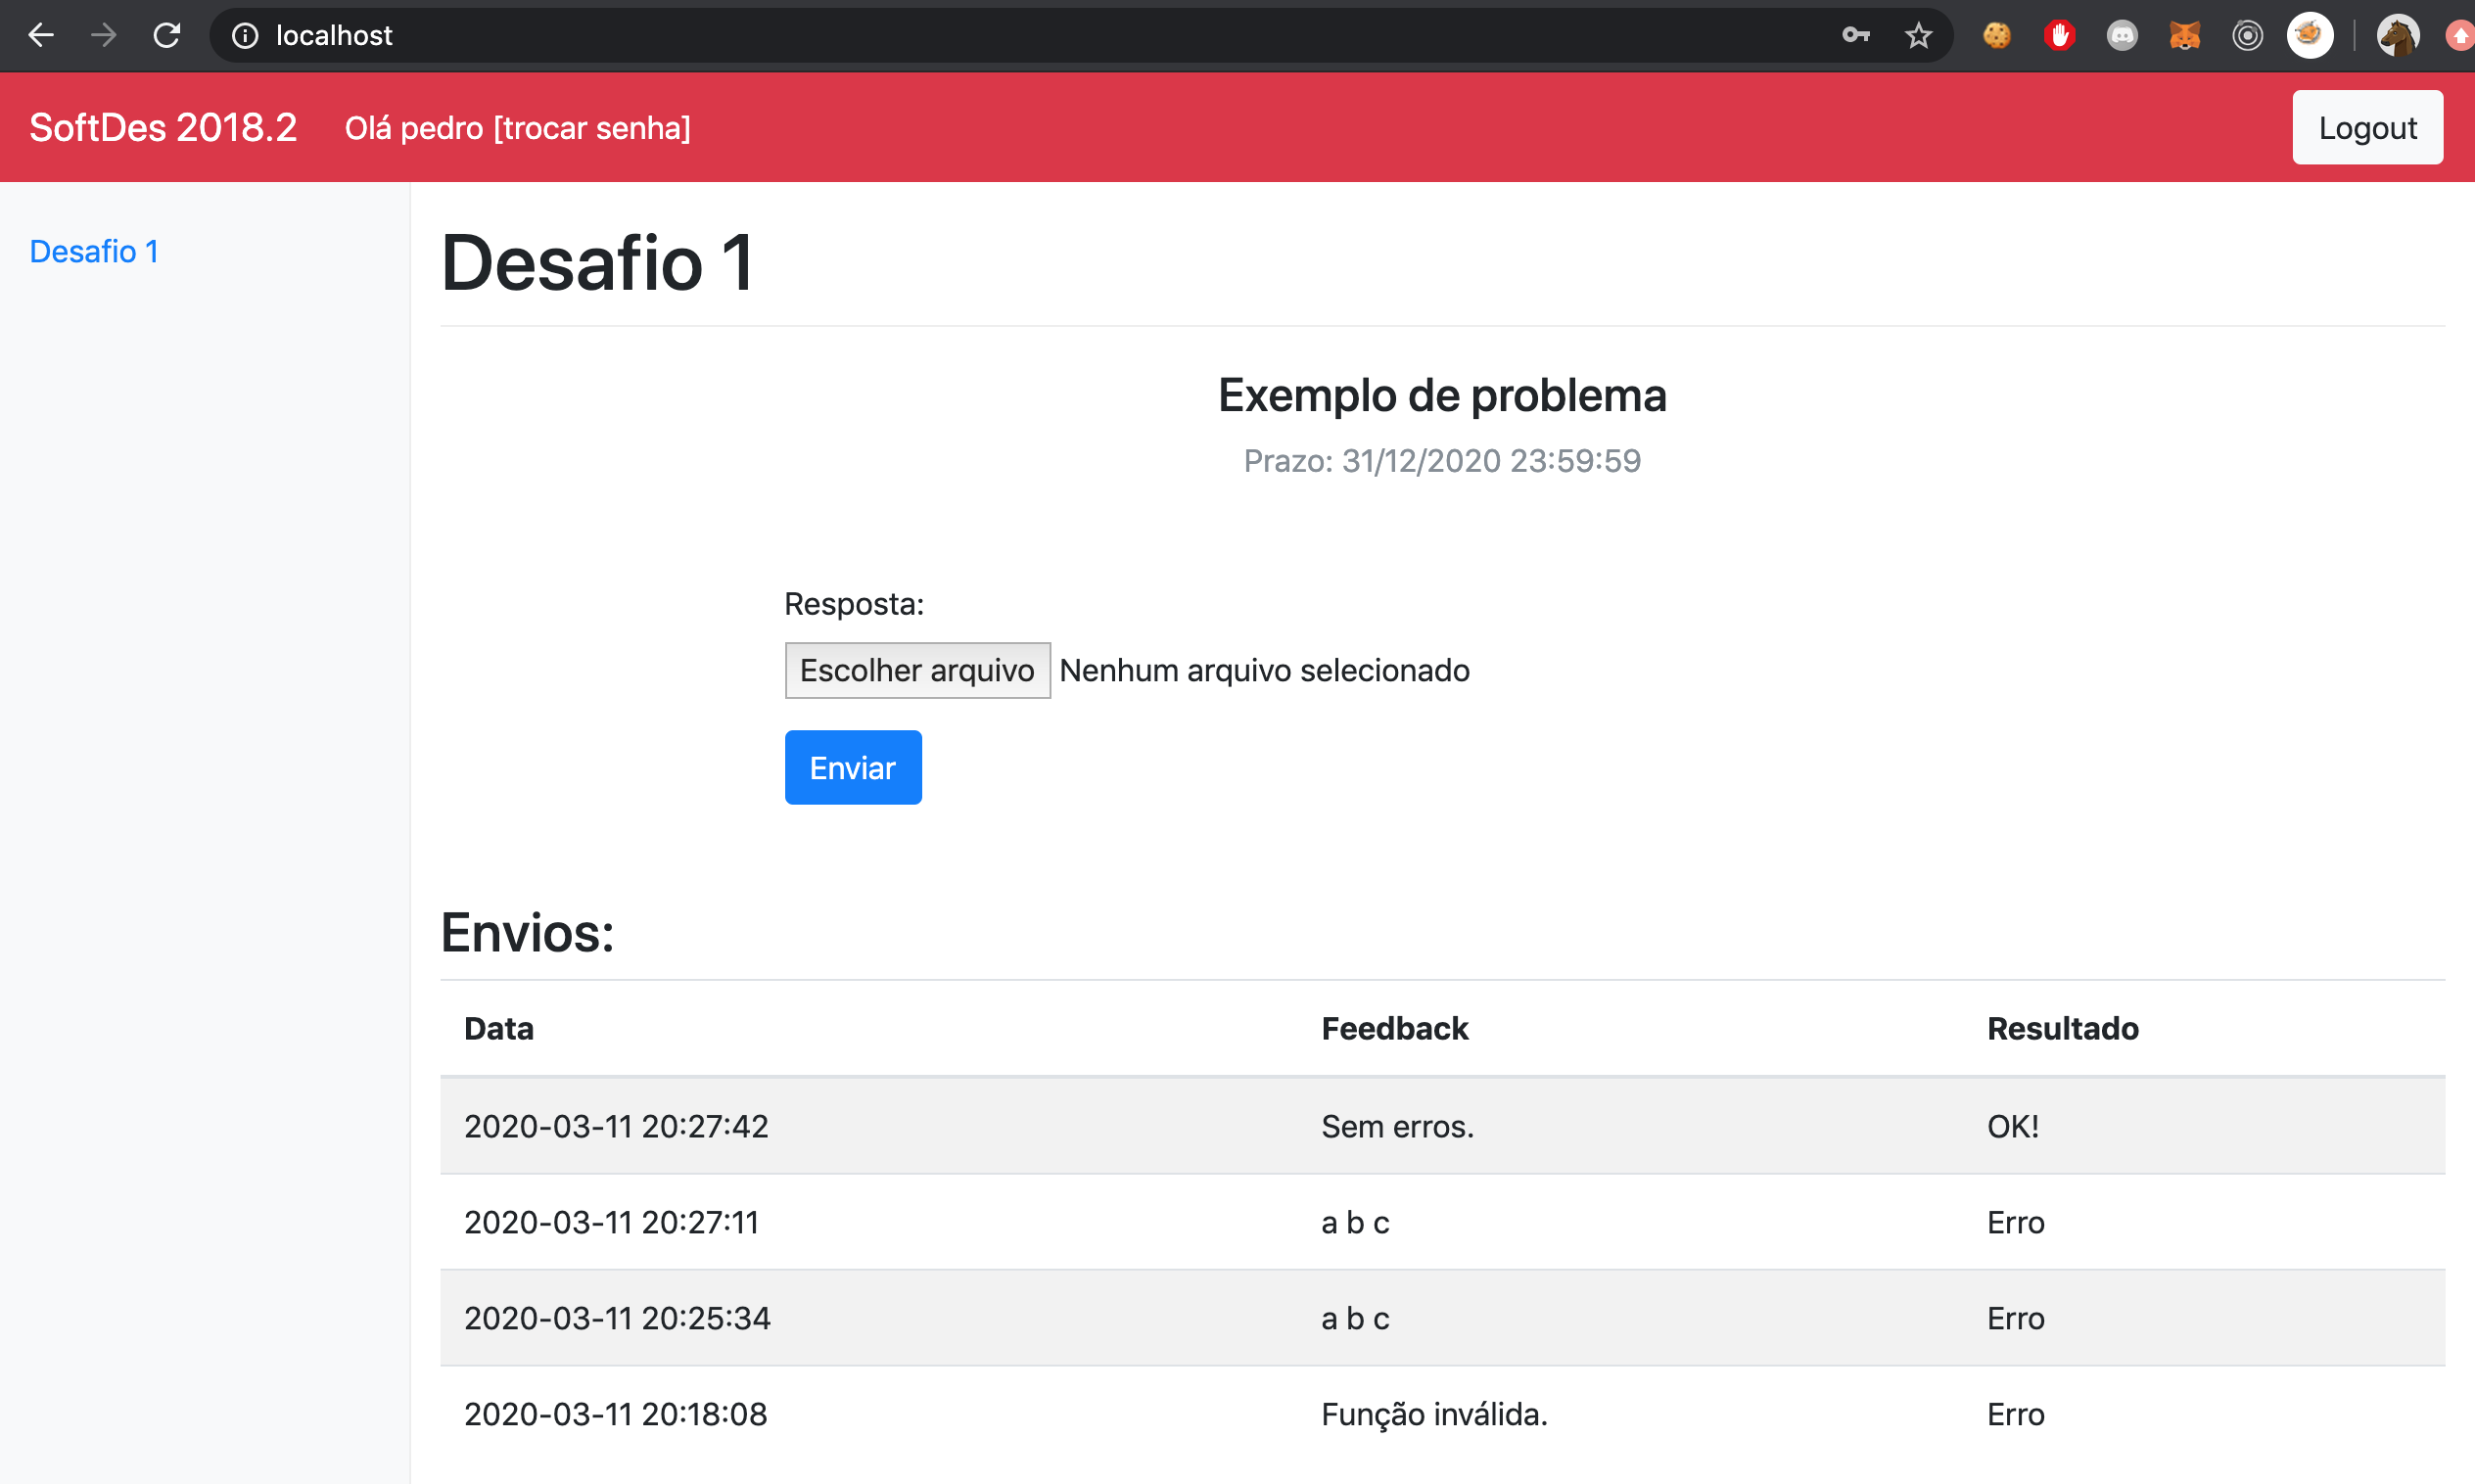 localhost
SoftDes 2018.2 Olá pedro [trocar senha] Logout
Desafio 1
Desafio 1
Exemplo de problema
Prazo: 31/12/2020 23:59:59
Resposta:
Escolher arquivo Nenhum arquivo selecionado
Enviar
Envios:
Data Feedback Resultado
2020-03-11 20:27:42 Sem erros. OK!
2020-03-11 20:27:11 a b c Erro
2020-03-11 20:25:34 a b c Erro
2020-03-11 20:18:08 Função inválida. Erro